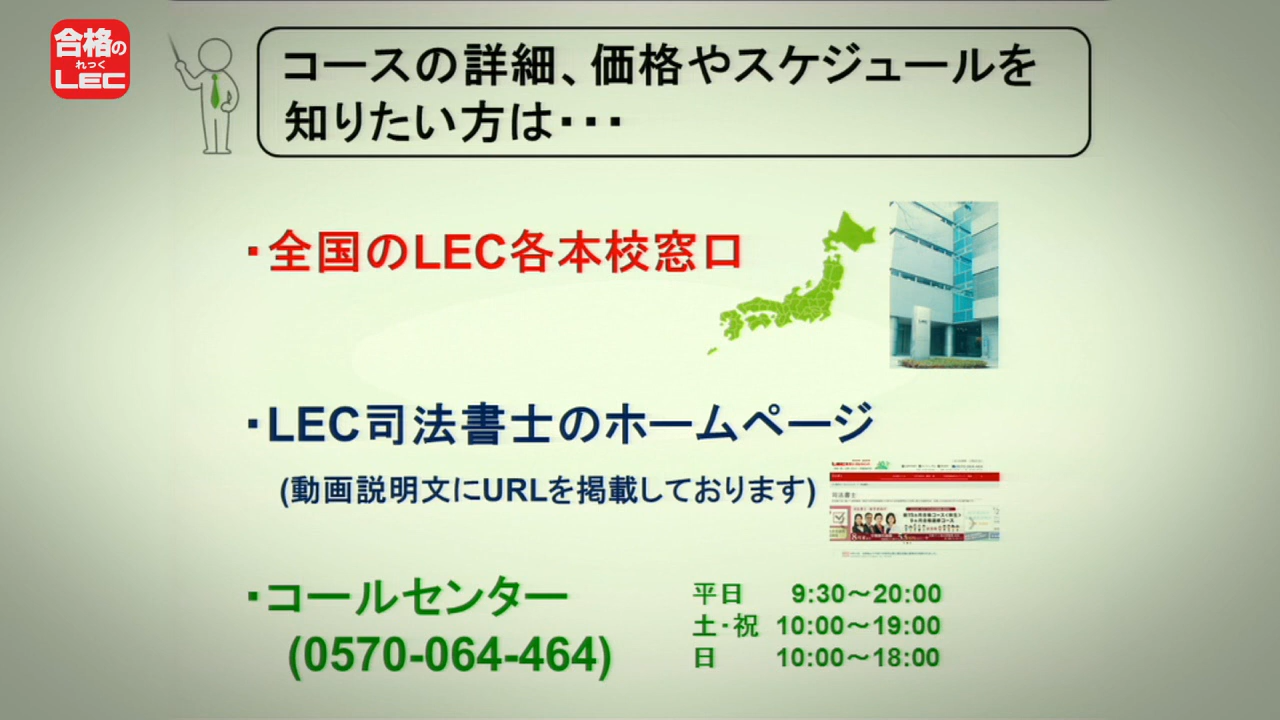 合格の
れっく
LEC
コースの詳細、価格やスケジュールを
知りたい方は・・・
・全国のLEC各本校窓口
・LEC司法書士のホームページ
(動画説明文にURLを掲載しております)
司法書士
・コールセンター
(0570-064-464)
平日 9:30～20:00
土・祝 10:00～19:00
日 10:00～18:00